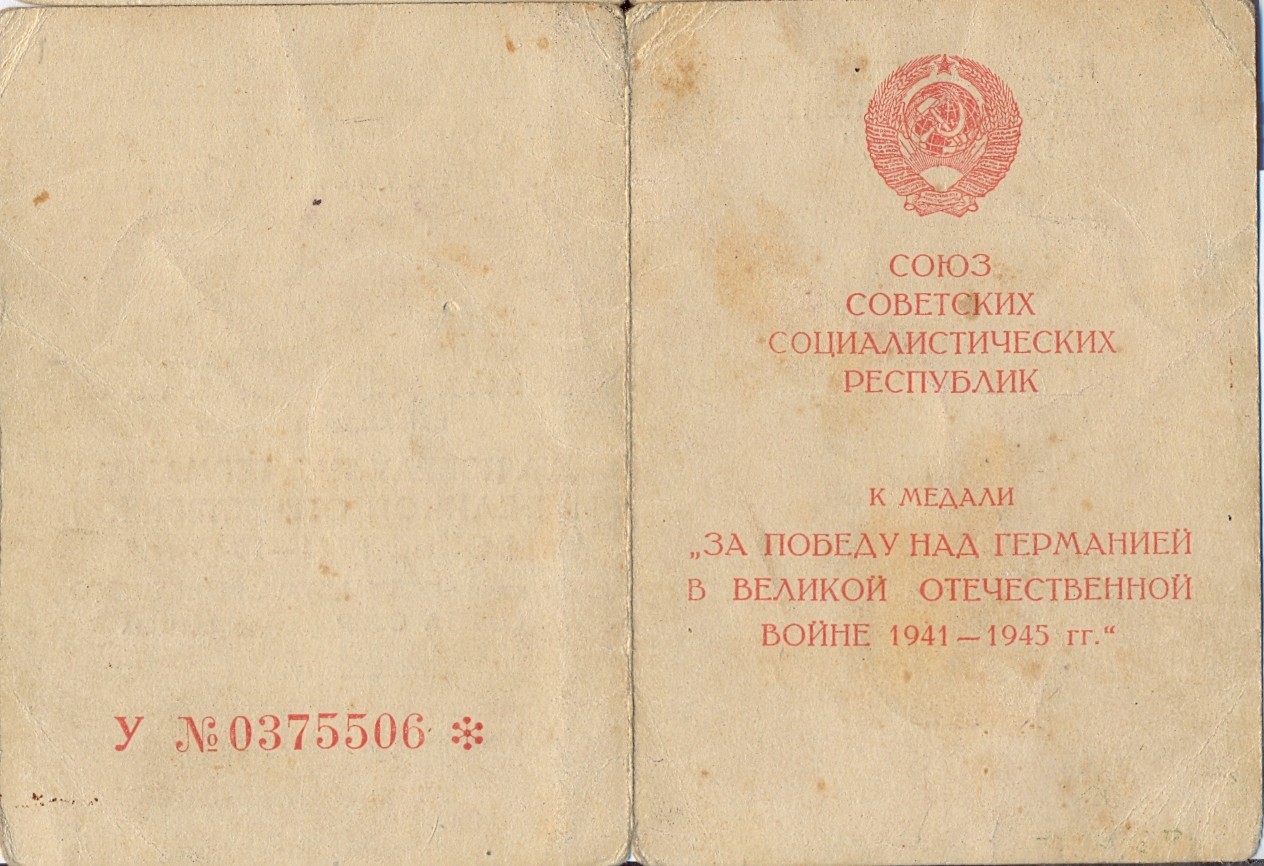 У №0375506
СОЮЗ
СОВЕТСКИХ
СОЦИАЛИСТИЧЕСКИХ
РЕСПУБЛИК
К МЕДАЛИ
„ЗА ПОБЕДУ НАД ГЕРМАНИЕЙ
В ВЕЛИКОЙ ОТЕЧЕСТВЕННОЙ
ВОЙНЕ 1941—1945 гг.“